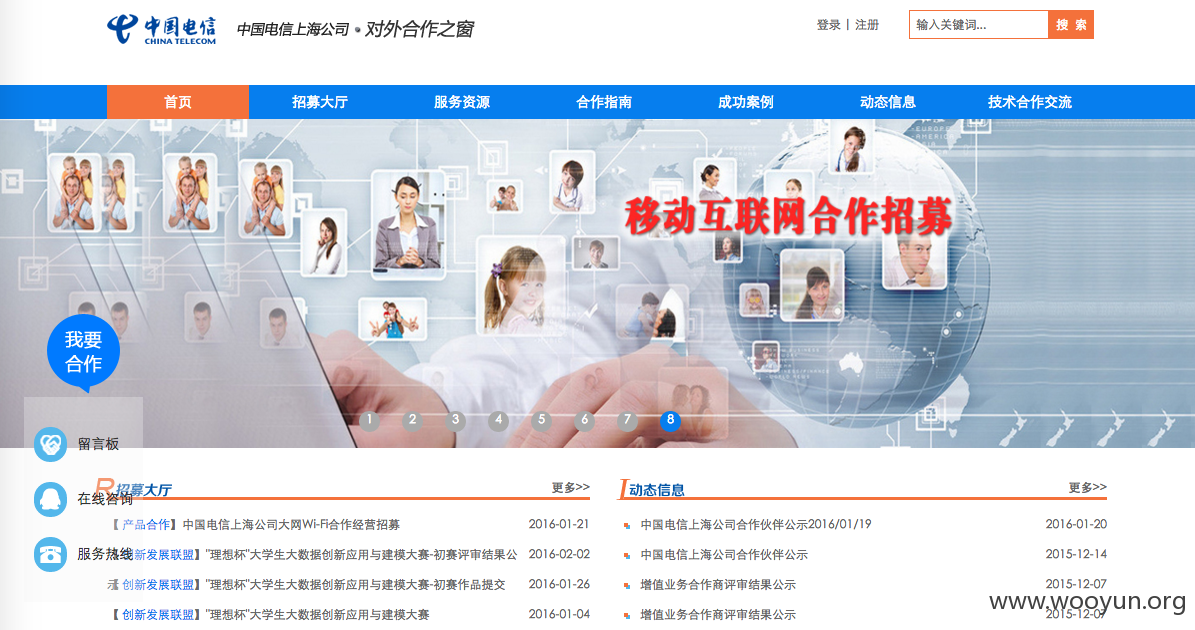 中国电信
CHINA TELECOM
中国电信上海公司•对外合作之窗
登录 | 注册
输入关键词...
搜 索
首页
招募大厅
服务资源
合作指南
成功案例
动态信息
技术合作交流
移动互联网合作招募
我要
合作
1 2 3 4 5 6 7 8
留言板
在线咨询
服务热线
R招募大厅
更多>>
【 产品合作】中国电信上海公司大网Wi-Fi合作经营招募 2016-01-21
创新发展联盟】"理想杯"大学生大数据创新应用与建模大赛-初赛评审结果公 2016-02-02
示
【 创新发展联盟】"理想杯"大学生大数据创新应用与建模大赛-初赛作品提交 2016-01-26
【 创新发展联盟】"理想杯"大学生大数据创新应用与建模大赛 2016-01-04
I动态信息
更多>>
中国电信上海公司合作伙伴公示2016/01/19 2016-01-20
中国电信上海公司合作伙伴公示 2015-12-14
增值业务合作商评审结果公示 2015-12-07
增值业务合作商评审结果公示 2015-12-07
www.wooyun.org